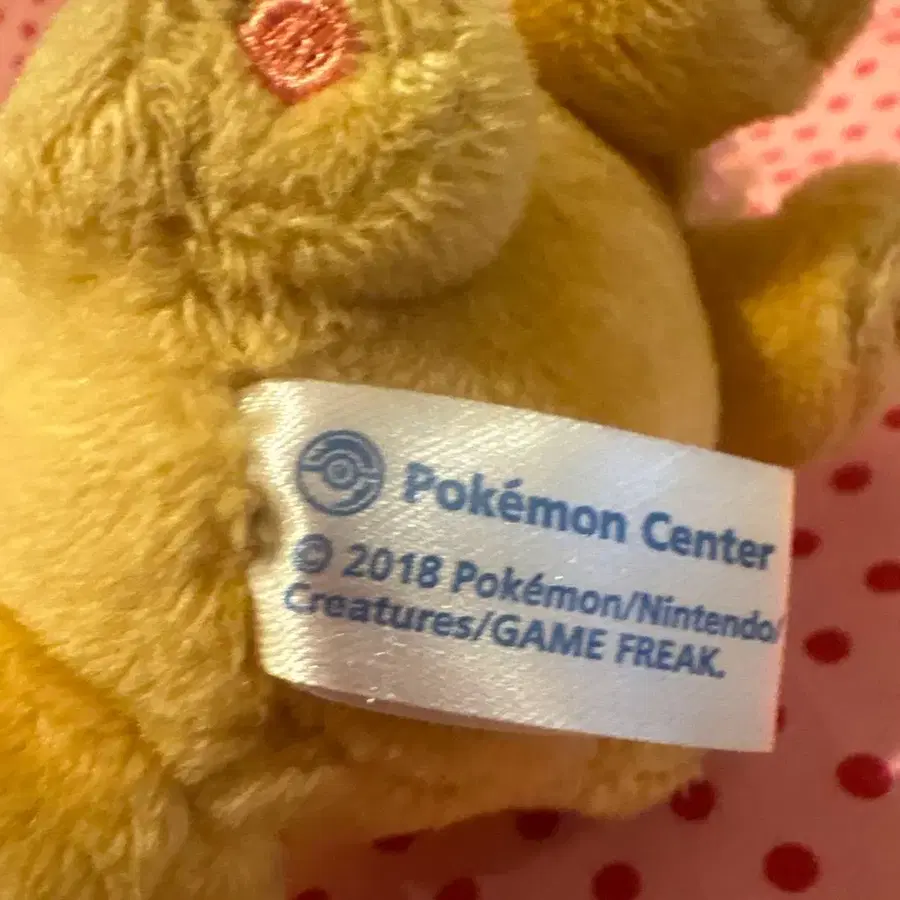 Pokémon Center
© 2018 Pokémon/Nintendo/
Creatures/GAME FREAK.